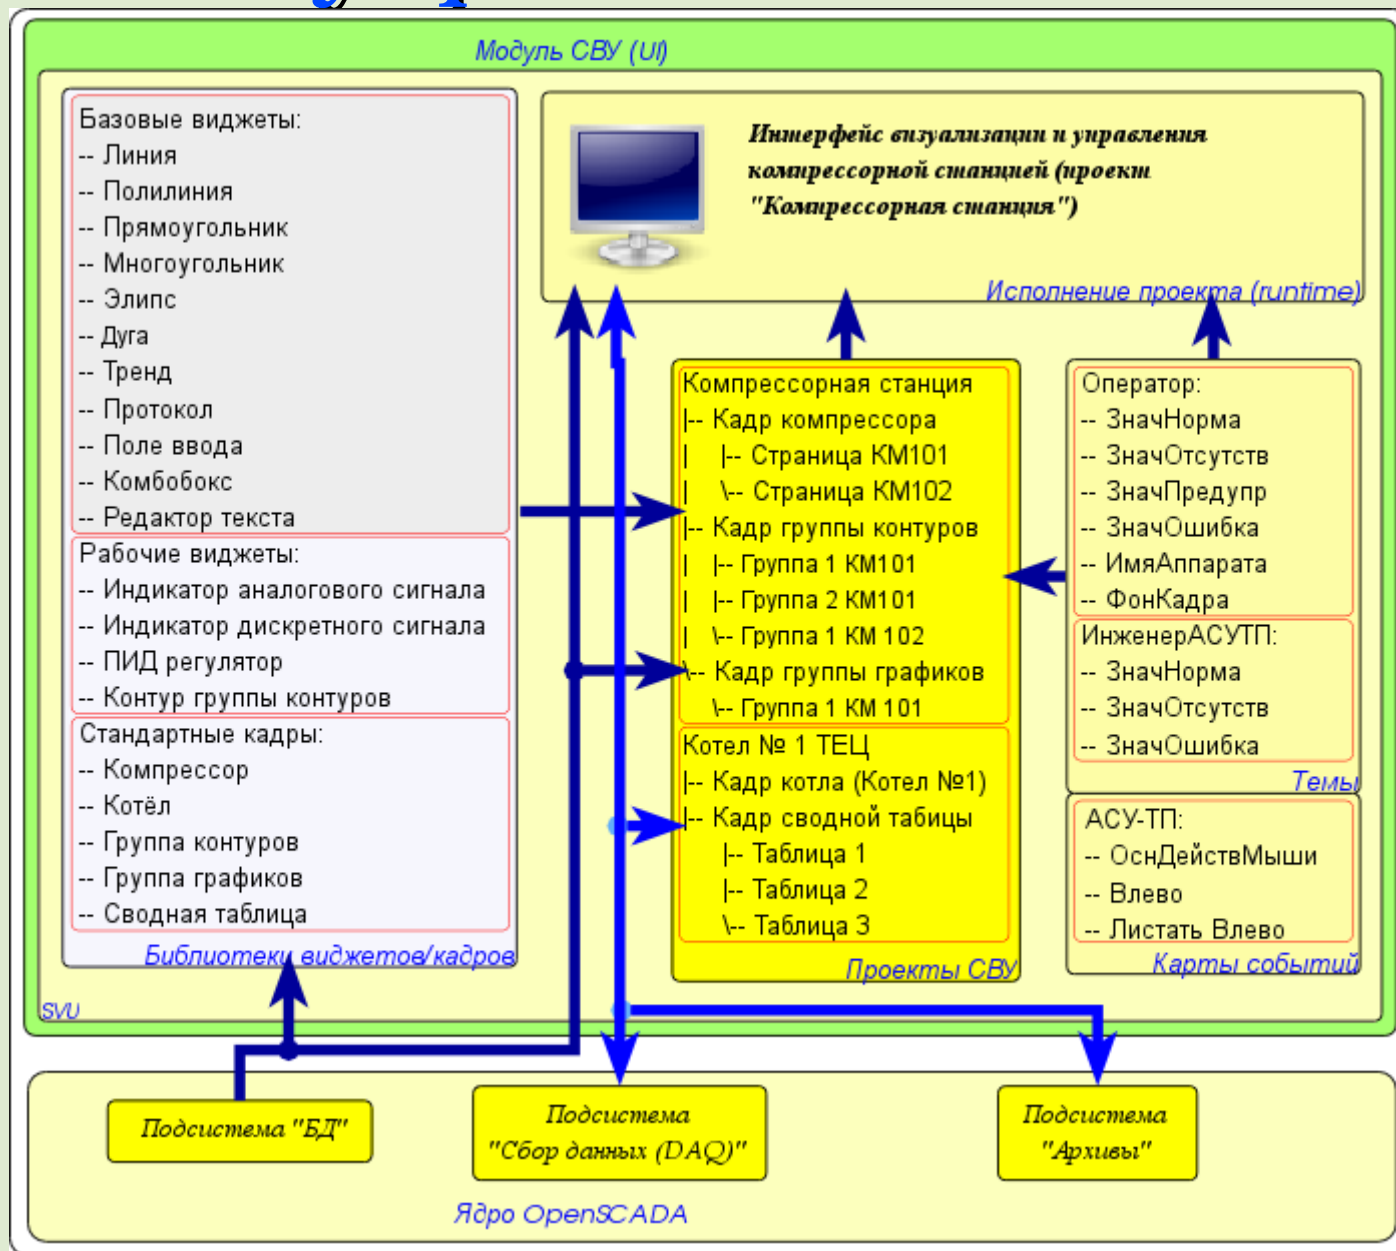 Модуль СВУ (UI)
Базовые виджеты:
-- Линия
-- Полилиния
-- Прямоугольник
-- Многоугольник
-- Элипс
-- Дуга
-- Тренд
-- Протокол
-- Поле ввода
-- Комбобокс
-- Редактор текста
Рабочие виджеты:
-- Индикатор аналогового сигнала
-- Индикатор дискретного сигнала
-- ПИД регулятор
-- Контур группы контуров
Стандартные кадры:
-- Компрессор
-- Котёл
-- Группа контуров
-- Группа графиков
-- Сводная таблица
Библиотеки виджетов/кадров
Интерфейс визуализации и управления
компрессорной станцией (проект
"Компрессорная станция")
Исполнение проекта (runtime)
Компрессорная станция
|-- Кадр компрессора
|   |-- Страница КМ101
|   \-- Страница КМ102
|-- Кадр группы контуров
|   |-- Группа 1 КМ101
|   |-- Группа 2 КМ101
|   \-- Группа 1 КМ 102
\-- Кадр группы графиков
\-- Группа 1 КМ 101
Котел № 1 ТЕЦ
|-- Кадр котла (Котел №1)
|-- Кадр сводной табицы
|-- Таблица 1
|-- Таблица 2
\-- Таблица 3
Проекты СВУ
Оператор:
-- ЗначНорма
-- ЗначОтсутств
-- ЗначПредупр
-- ЗначОшибка
-- ИмяАппарата
-- ФонКадра
ИнженерАСУТП:
-- ЗначНорма
-- ЗначОтсутств
-- ЗначОшибка
Темы
АСУ-ТП:
-- ОснДействМыши
-- Влево
-- Листать Влево
Карты событий
SVU
Подсистема "БД"
Подсистема
"Сбор данных (DAQ)"
Подсистема
"Архивы"
Ядро OpenSCADA